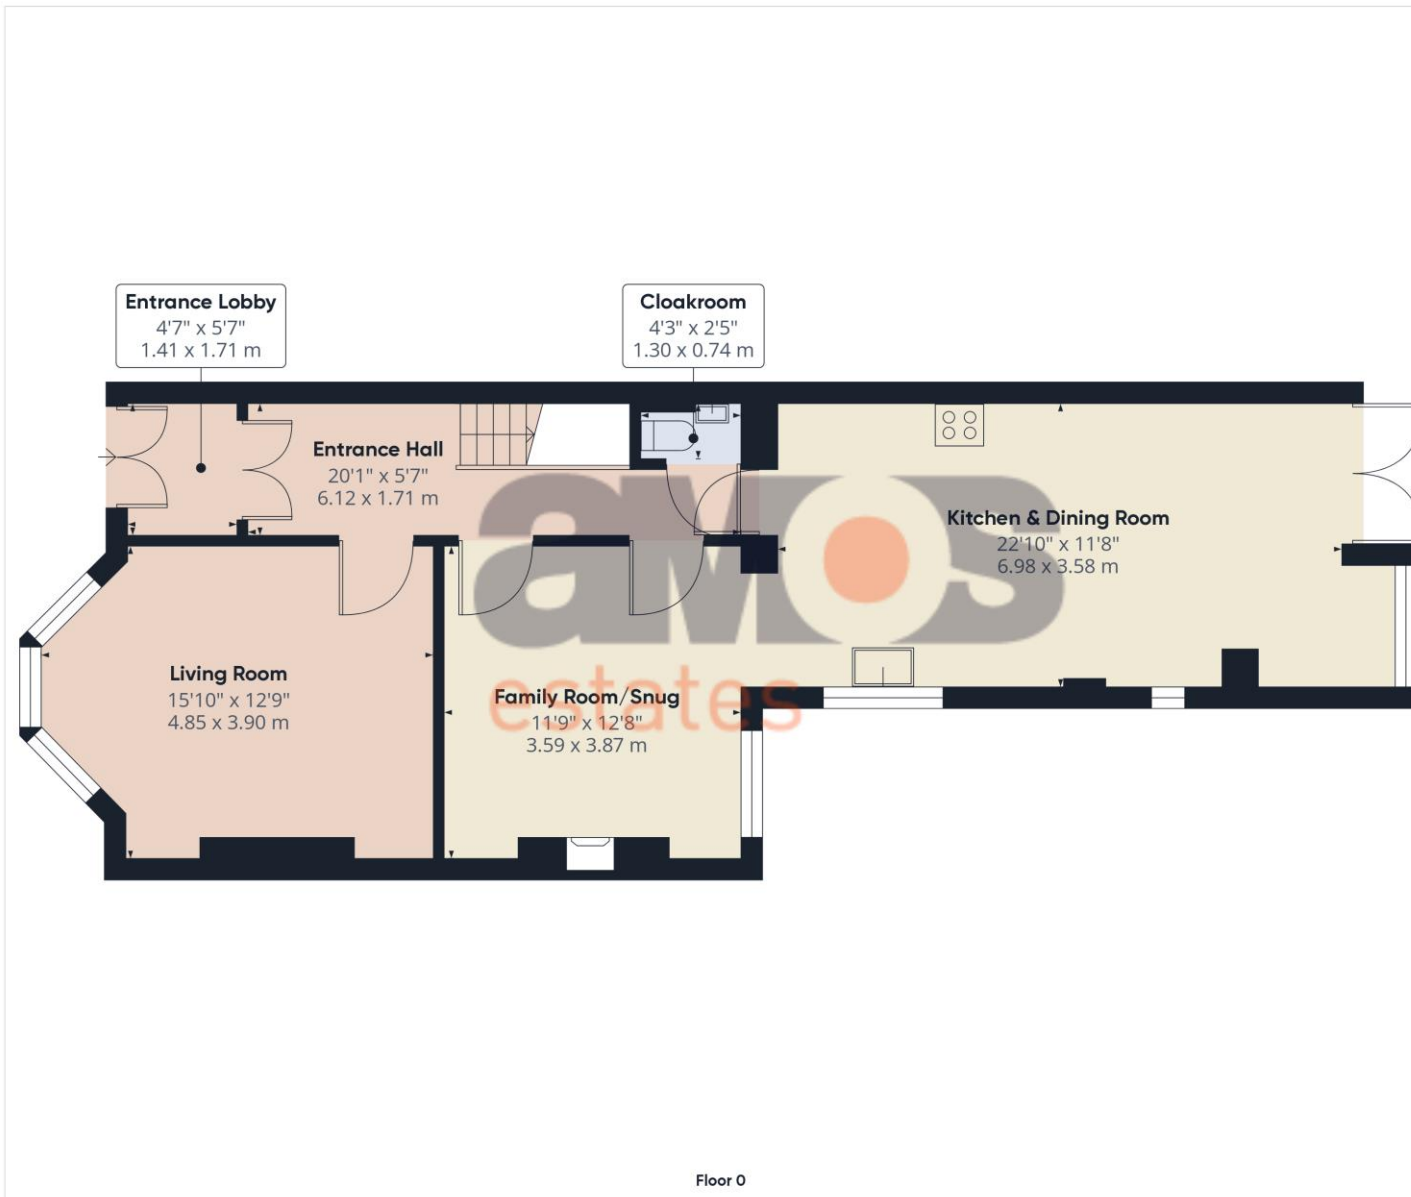 Entrance Lobby
4'7" x 5'7"
1.41 x 1.71 m
Cloakroom
4'3" x 2'5"
1.30 x 0.74 m
Entrance Hall
20'1" x 5'7"
6.12 x 1.71 m
Kitchen & Dining Room
22'10" x 11'8"
6.98 x 3.58 m
amos
estates
Living Room
15'10" x 12'9"
4.85 x 3.90 m
Family Room/Snug
11'9" x 12'8"
3.59 x 3.87 m
Floor 0